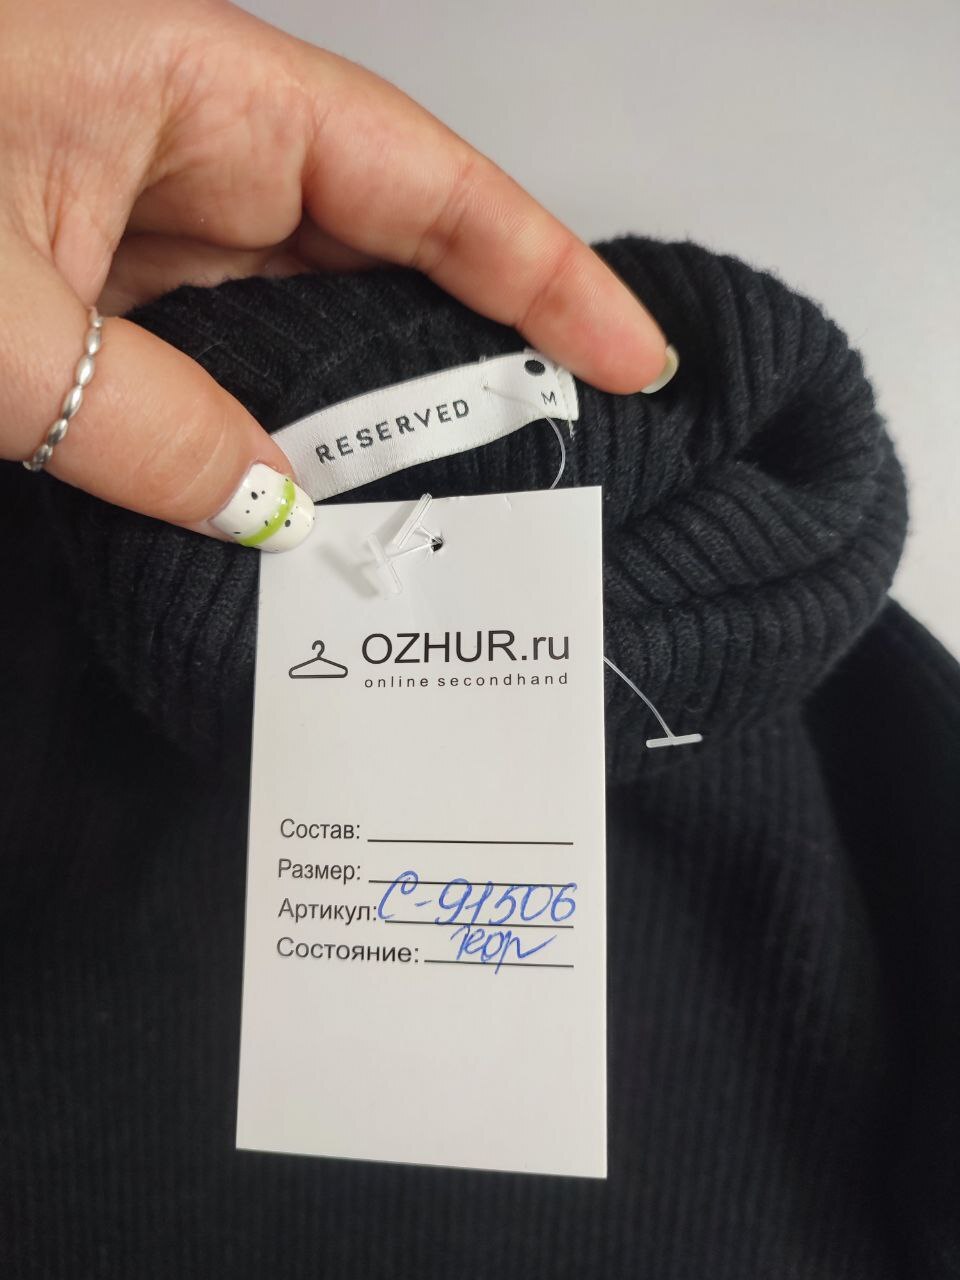 RESERVED
M
OZHUR.ru
online secondhand
Состав:
Размер:
Артикул: С-91506
Состояние: хор